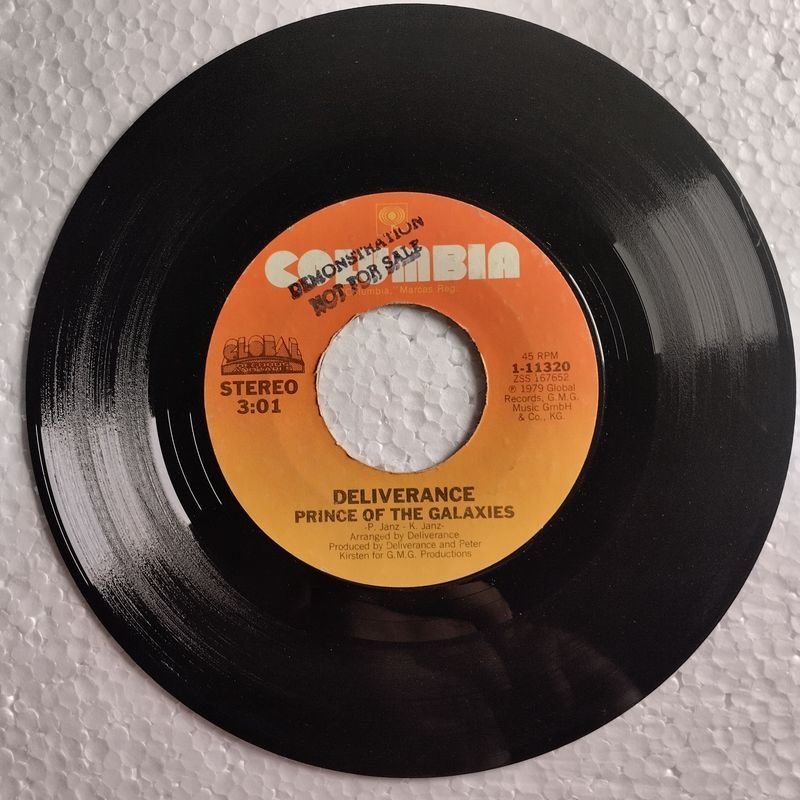 COLUMBIA
DEMONSTRATION
NOT FOR SALE
"Columbia," Marcas Reg.
GLOBAL
RECORDS
STEREO
3:01
45 RPM
1-11320
ZSS 167652
℗ 1979 Global
Records, G.M.G.
Music GmbH
& Co., KG.
DELIVERANCE
PRINCE OF THE GALAXIES
-P. Janz - K. Janz-
Arranged by Deliverance
Produced by Deliverance and Peter
Kirsten for G.M.G. Productions